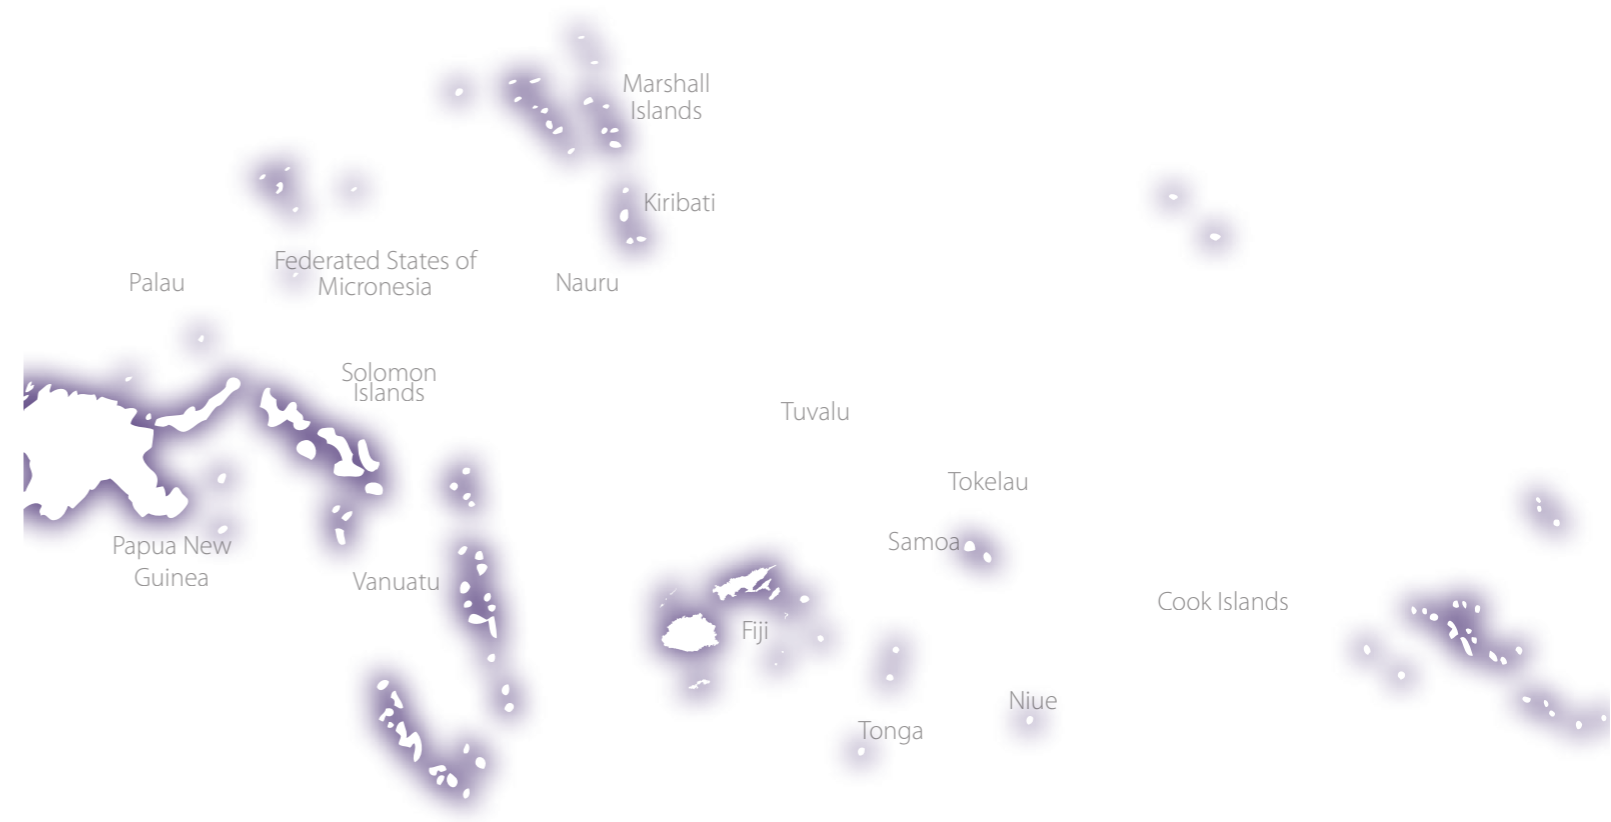 Marshall
Islands
Kiribati
Federated States of
Micronesia
Palau
Nauru
Solomon
Islands
Tuvalu
Tokelau
Samoa
Papua New
Guinea
Vanuatu
Cook Islands
Fiji
Niue
Tonga